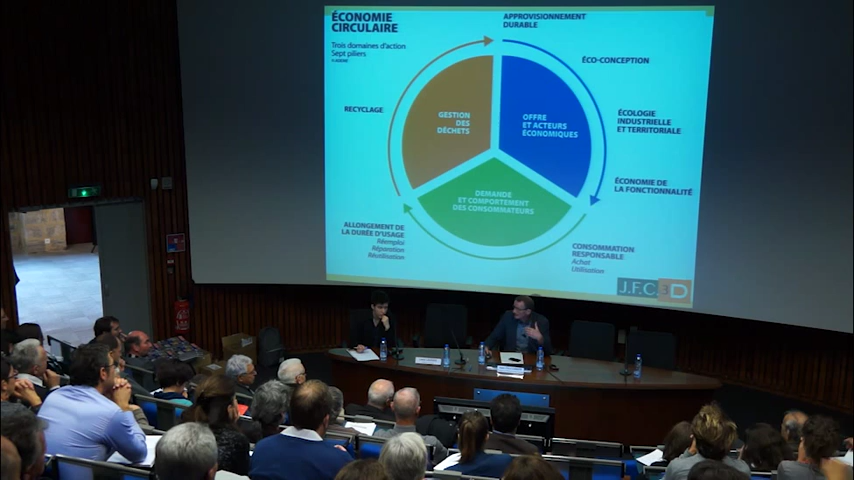 ÉCONOMIE
CIRCULAIRE
Trois domaines d'action
Sept piliers
APPROVISIONNEMENT
DURABLE
ÉCO-CONCEPTION
RECYCLAGE
GESTION
DES
DÉCHETS
OFFRE
ET ACTEURS
ÉCONOMIQUES
ÉCOLOGIE
INDUSTRIELLE
ET TERRITORIALE
ÉCONOMIE DE
LA FONCTIONNALITÉ
DEMANDE
ET COMPORTEMENT
DES CONSOMMATEURS
ALLONGEMENT DE
LA DURÉE D'USAGE
Réemploi
Réparation
Réutilisation
CONSOMMATION
RESPONSABLE
Achat
Utilisation
J.F.C. 3D